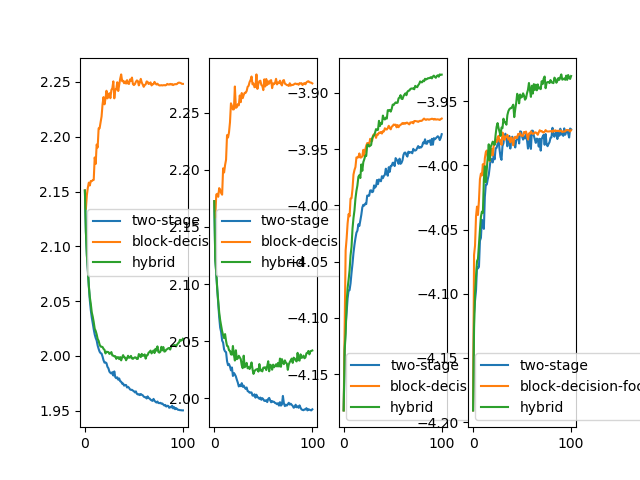 2.25
2.20
2.15
2.10
2.05
2.00
1.95
0
100
two-stage
block-decis
hybrid
2.25
2.20
2.15
2.10
2.05
2.00
0
100
two-stage
block-decis
hybrid
−3.90
−3.95
−4.00
−4.05
−4.10
−4.15
0
100
two-stage
block-decis
hybrid
−3.95
−4.00
−4.05
−4.10
−4.15
−4.20
0
100
two-stage
block-decision-foc
hybrid